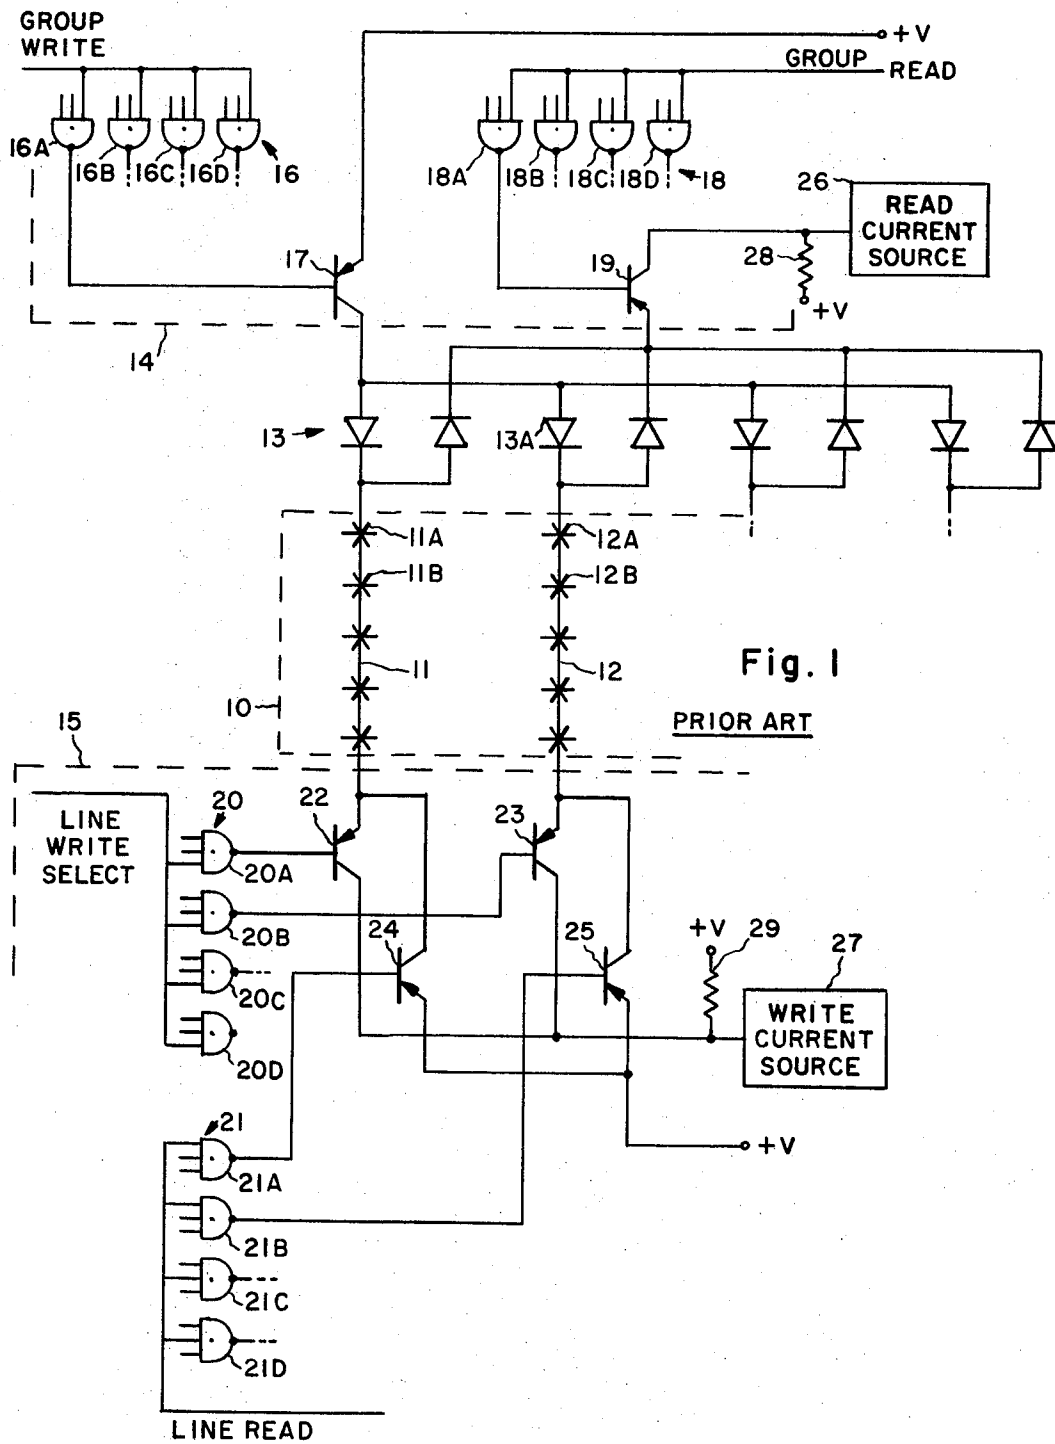 GROUP
WRITE
+V
GROUP
READ
16A
16B
16C
16D
16
18A
18B
18C
18D
18
26
READ
CURRENT
SOURCE
17
19
28
+V
14
13
13A
11A
12A
11B
12B
11
12
10
Fig. 1
PRIOR ART
15
LINE
WRITE
SELECT
20
20A
20B
20C
20D
22
23
24
25
+V
29
27
WRITE
CURRENT
SOURCE
+V
21
21A
21B
21C
21D
LINE READ